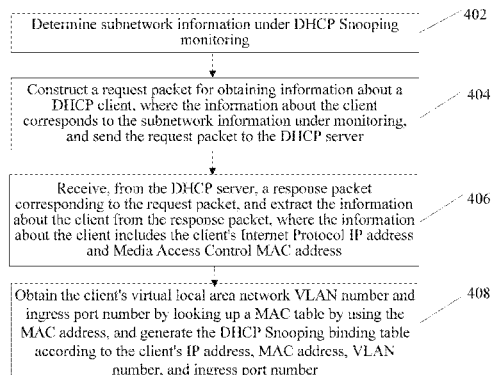 Determine subnetwork information under DHCP Snooping
monitoring
402
Construct a request packet for obtaining information about a
DHCP client, where the information about the client
corresponds to the subnetwork information under monitoring,
and send the request packet to the DHCP server
404
Receive, from the DHCP server, a response packet
corresponding to the request packet, and extract the information
about the client from the response packet, where the information
about the client includes the client's Internet Protocol IP address
and Media Access Control MAC address
406
Obtain the client's virtual local area network VLAN number and
ingress port number by looking up a MAC table by using the
MAC address, and generate the DHCP Snooping binding table
according to the client's IP address, MAC address, VLAN
number, and ingress port number
408